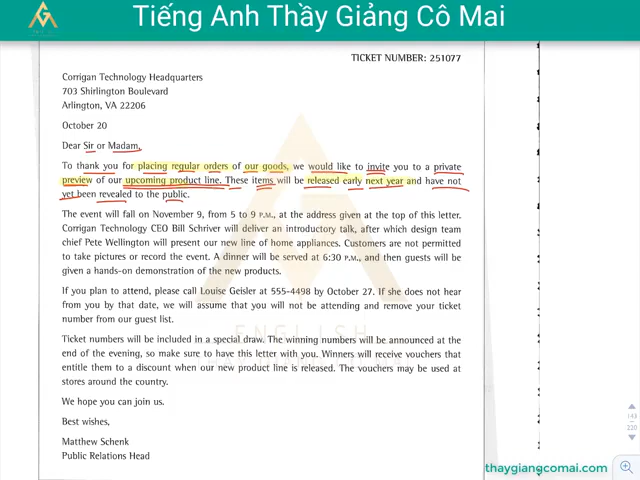 AG
ENGLISH
Tiếng Anh Thầy Giảng Cô Mai
TICKET NUMBER: 251077
Corrigan Technology Headquarters
703 Shirlington Boulevard
Arlington, VA 22206
October 20
Dear Sir or Madam,
To thank you for placing regular orders of our goods, we would like to invite you to a private
preview of our upcoming product line. These items will be released early next year and have not
yet been revealed to the public.
The event will fall on November 9, from 5 to 9 P.M., at the address given at the top of this letter.
Corrigan Technology CEO Bill Schriver will deliver an introductory talk, after which design team
chief Pete Wellington will present our new line of home appliances. Customers are not permitted
to take pictures or record the event. A dinner will be served at 6:30 P.M., and then guests will be
given a hands-on demonstration of the new products.
If you plan to attend, please call Louise Geisler at 555-4498 by October 27. If she does not hear
from you by that date, we will assume that you will not be attending and remove your ticket
number from our guest list.
ENGLISH
Ticket numbers will be included in a special draw. The winning numbers will be announced at the
end of the evening, so make sure to have this letter with you. Winners will receive vouchers that
entitle them to a discount when our new product line is released. The vouchers may be used at
stores around the country.
We hope you can join us.
Best wishes,
Matthew Schenk
Public Relations Head
143
220
thaygiangcomai.com